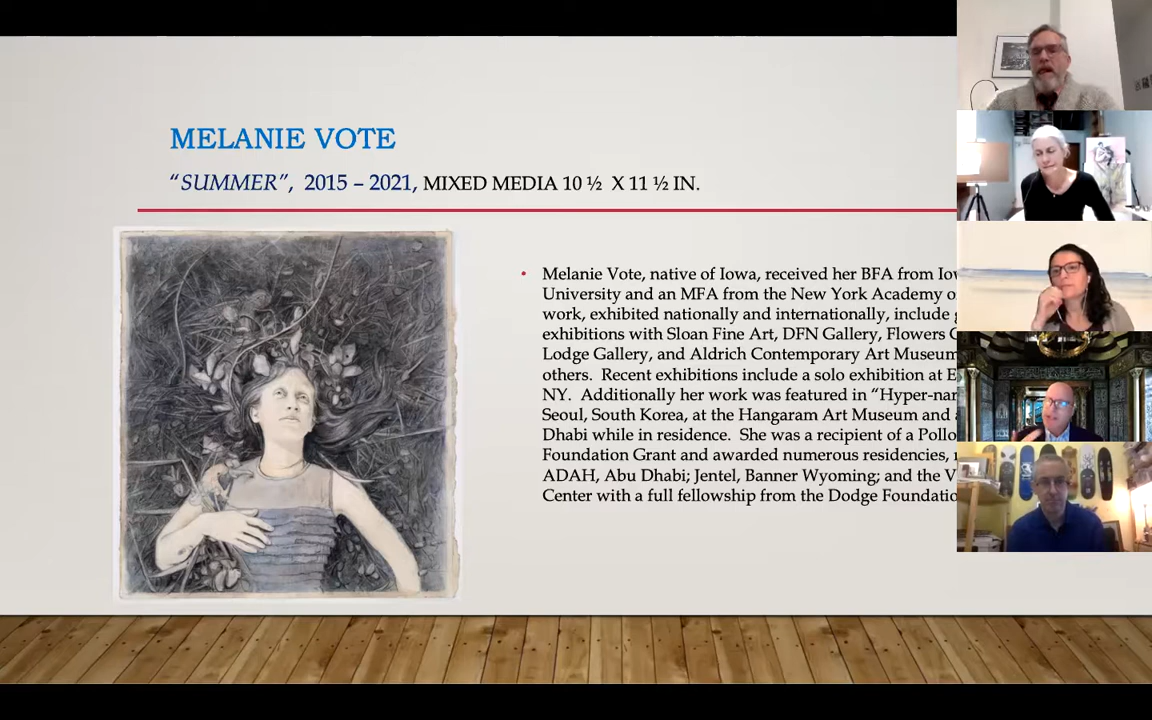 MELANIE VOTE
“SUMMER”, 2015 – 2021, MIXED MEDIA 10 ½ X 11 ½ IN.
• Melanie Vote, native of Iowa, received her BFA from
University and an MFA from the New York Academy
work, exhibited nationally and internationally, include
exhibitions with Sloan Fine Art, DFN Gallery, Flowers
Lodge Gallery, and Aldrich Contemporary Art Museum
others. Recent exhibitions include a solo exhibition at
NY. Additionally her work was featured in
Seoul, South Korea, at the Hangaram Art Museum and
Dhabi while in residence. She was a recipient of a
Foundation Grant and awarded numerous residencies,
ADAH, Abu Dhabi; Jentel, Banner Wyoming; and the
Center with a full fellowship from the Dodge